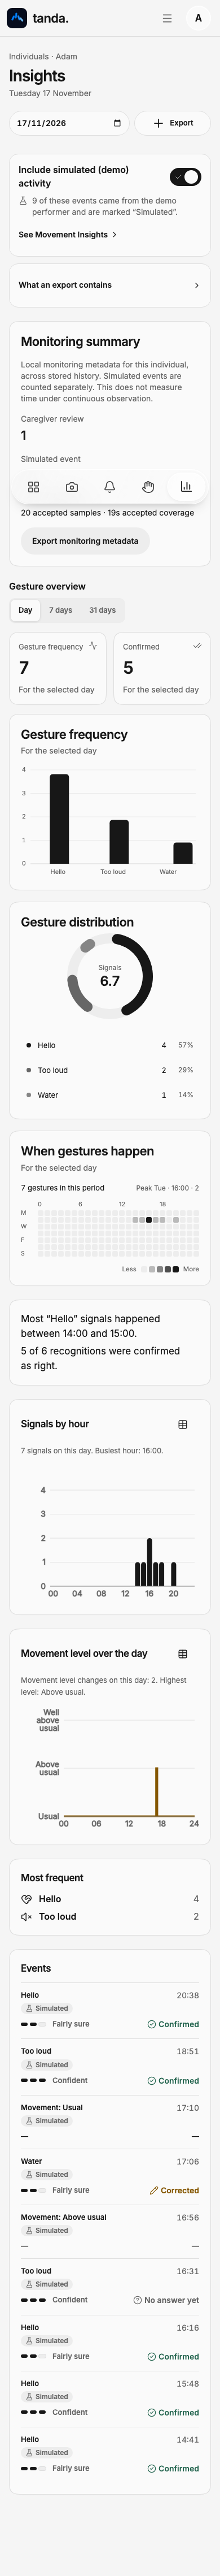 tanda.
A
Individuals · Adam
Insights
Tuesday 17 November
17/11/2026
Export
Include simulated (demo)
activity
9 of these events came from the demo
performer and are marked “Simulated”.
See Movement Insights
What an export contains
Monitoring summary
Local monitoring metadata for this individual,
across stored history. Simulated events are
counted separately. This does not measure
time under continuous observation.
Caregiver review
1
Simulated event
20 accepted samples · 19s accepted coverage
Export monitoring metadata
Gesture overview
Day
7 days
31 days
Gesture frequency
7
For the selected day
Confirmed
5
For the selected day
Gesture frequency
For the selected day
4
3
2
1
0
Hello
Too loud
Water
Gesture distribution
Signals
6.7
Hello 4 57%
Too loud 2 29%
Water 1 14%
When gestures happen
For the selected day
7 gestures in this period
Peak Tue · 16:00 · 2
0 6 12 18
M
W
F
S
Less More
Most “Hello” signals happened
between 14:00 and 15:00.
5 of 6 recognitions were confirmed
as right.
Signals by hour
7 signals on this day. Busiest hour: 16:00.
4
3
2
1
0
00 04 08 12 16 20
Movement level over the day
Movement level changes on this day: 2. Highest
level: Above usual.
Well
above
usual
Above
usual
Usual
00 06 12 18 24
Most frequent
Hello 4
Too loud 2
Events
Hello 20:38
Simulated
Fairly sure Confirmed
Too loud 18:51
Simulated
Confident Confirmed
Movement: Usual 17:10
Simulated
— —
Water 17:06
Simulated
Fairly sure Corrected
Movement: Above usual 16:56
Simulated
— —
Too loud 16:31
Simulated
Confident No answer yet
Hello 16:16
Simulated
Fairly sure Confirmed
Hello 15:48
Simulated
Confident Confirmed
Hello 14:41
Simulated
Fairly sure Confirmed